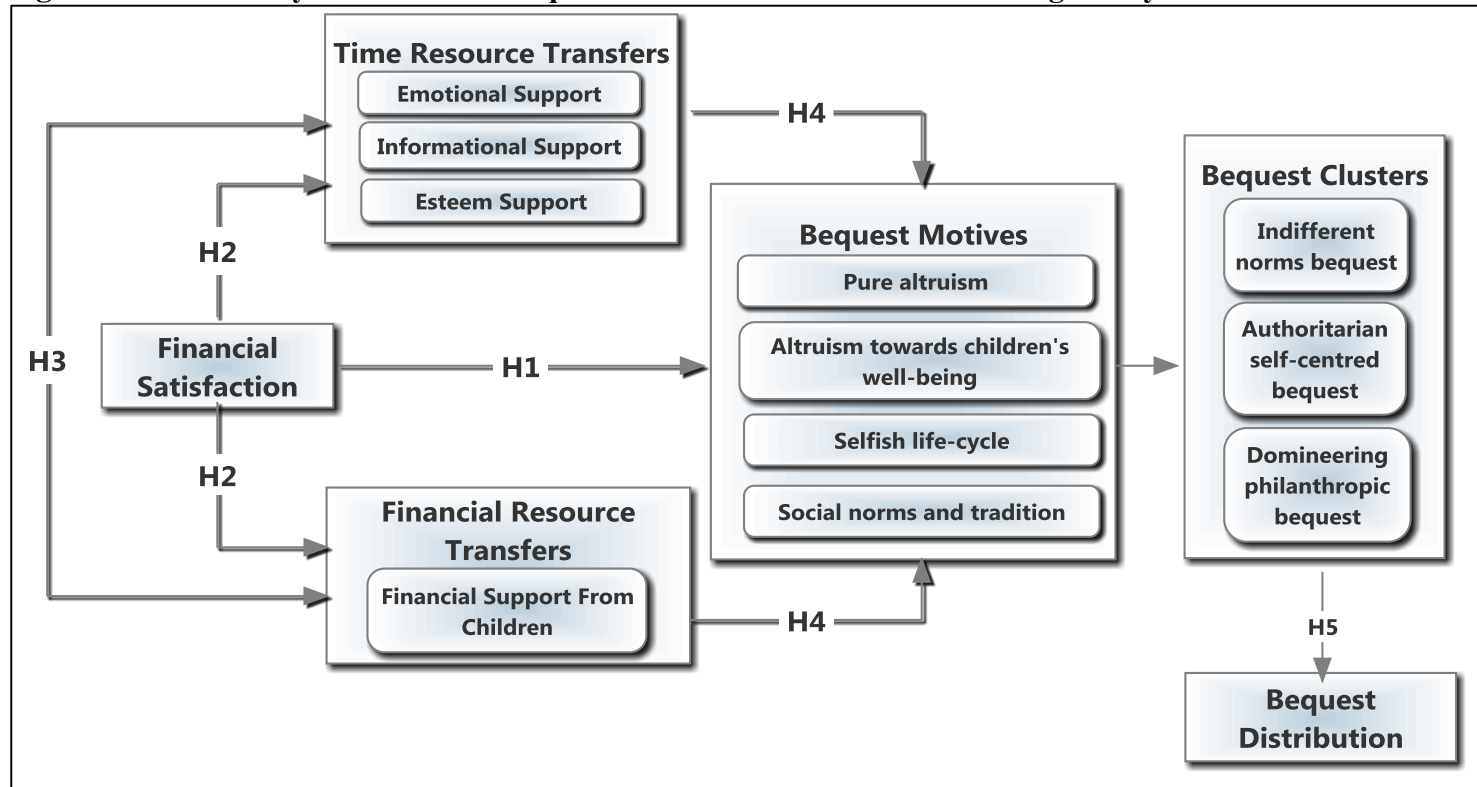 Time Resource Transfers
Emotional Support
Informational Support
Esteem Support
H4
H2
H3
Financial
Satisfaction
H1
H2
Financial Resource
Transfers
Financial Support From
Children
H4
Bequest Motives
Pure altruism
Altruism towards children's
well-being
Selfish life-cycle
Social norms and tradition
Bequest Clusters
Indifferent
norms bequest
Authoritarian
self-centred
bequest
Domineering
philanthropic
bequest
H5
Bequest
Distribution